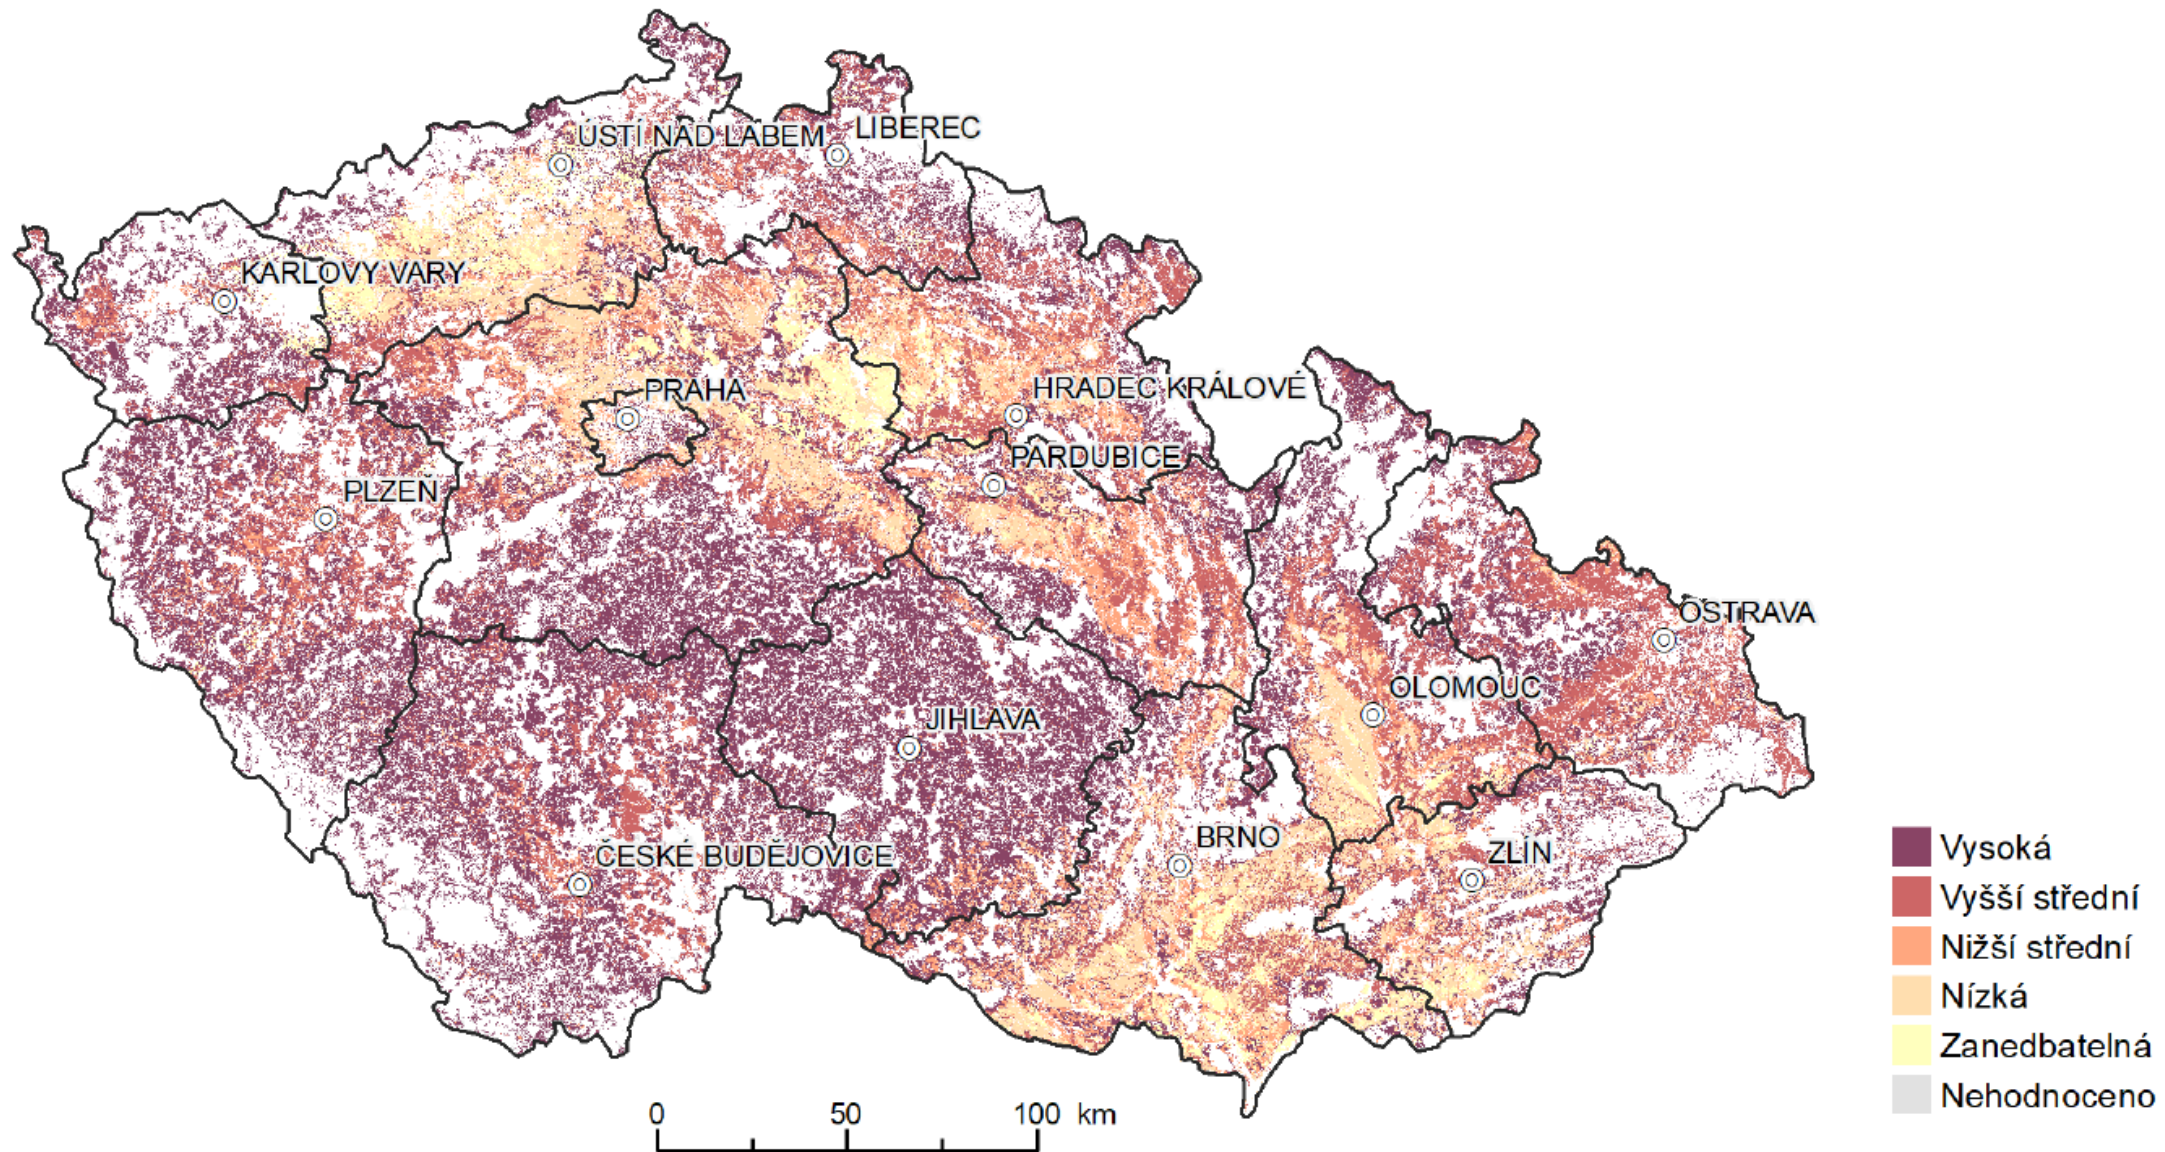 ÚSTÍ NAD LABEM
LIBEREC
KARLOVY VARY
PRAHA
HRADEC KRÁLOVÉ
PARDUBICE
PLZEŇ
OSTRAVA
OLOMOUC
JIHLAVA
BRNO
ZLÍN
ČESKÉ BUDĚJOVICE
Vysoká
Vyšší střední
Nižší střední
Nízká
Zanedbatelná
Nehodnoceno
0 50 100 km